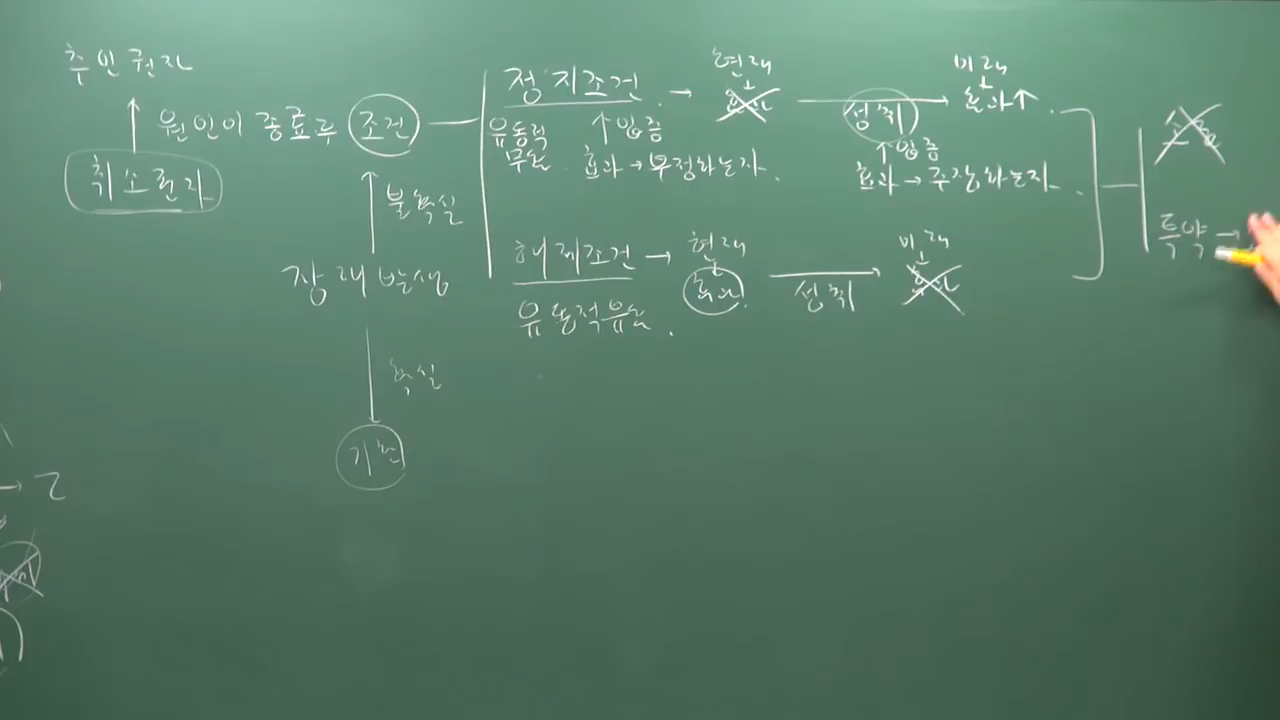 추인권자
취소권자
원인이 종료후 조건
불확실
장래발생
확실
기한
정지조건 → 현재 효과
유동적
무효
↑입증
효과→부정하는자.
성취 → 미래 효과↑.
↑입증
효과→주장하는자.
해제조건 → 현재 효과.
유동적유효.
성취 → 미래 효과
소급
특약→